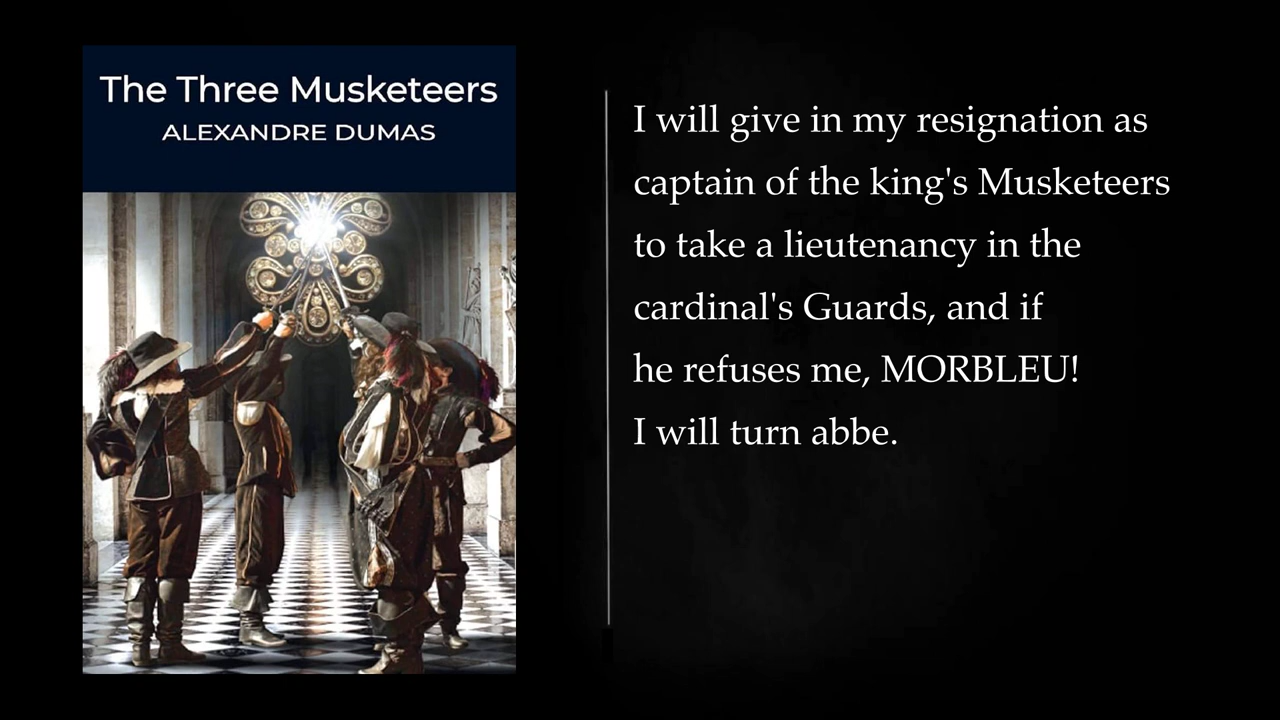 The Three Musketeers
ALEXANDRE DUMAS
I will give in my resignation as
captain of the king's Musketeers
to take a lieutenancy in the
cardinal's Guards, and if
he refuses me, MORBLEU!
I will turn abbe.